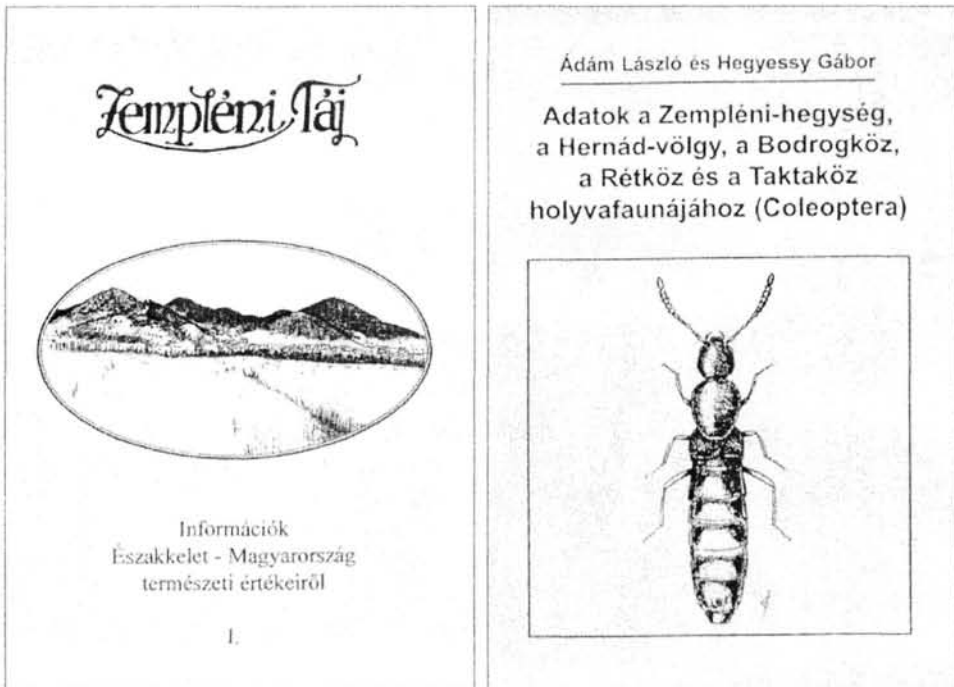 Zempléni Táj
Információk
Északkelet - Magyarország
természeti értékeiről
I.
Ádám László és Hegyessy Gábor
Adatok a Zempléni-hegység,
a Hernád-völgy, a Bodrogköz,
a Rétköz és a Taktaköz
holyvafaunájához (Coleoptera)